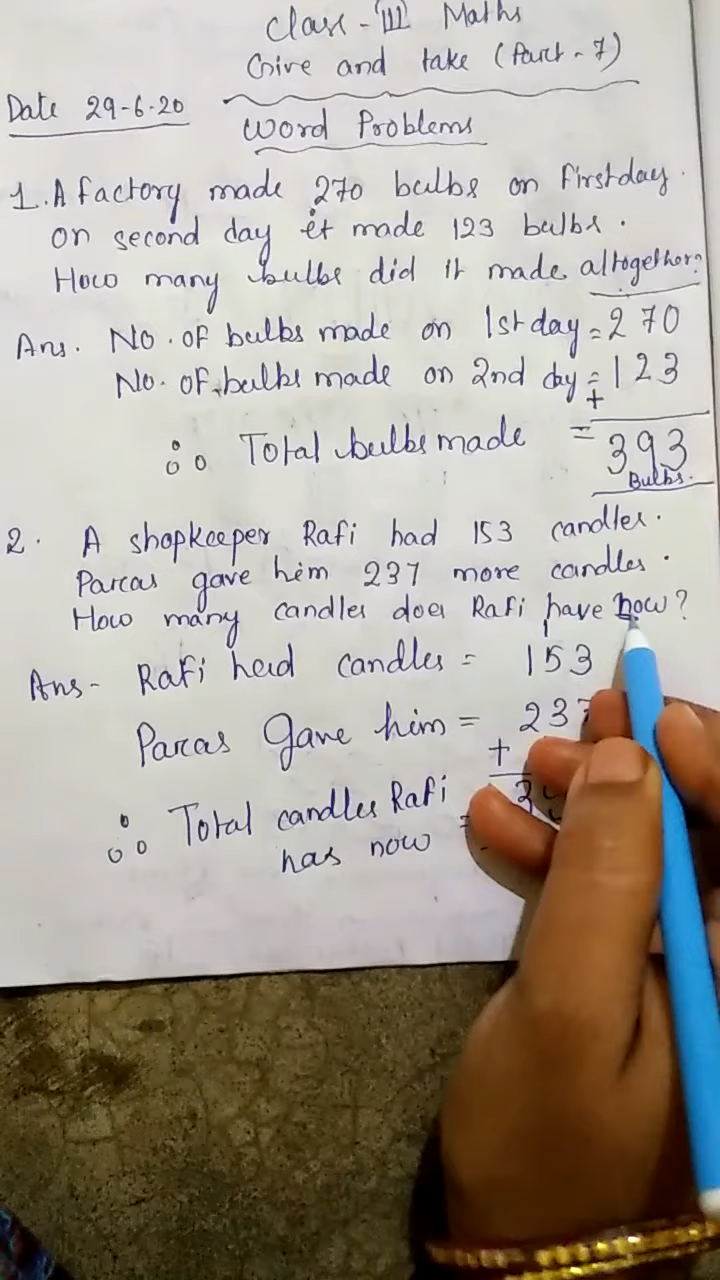 Class - III Maths
Give and take (Part - 7)
Date 29-6-20
Word Problems
1. A factory made 270 bulbs on first day.
on second day it made 123 bulbs.
How many bulbs did it made altogether?
Ans. No. of bulbs made on 1st day = 270
No. of bulbs made on 2nd day = 123
+
∴ Total bulbs made = 393
Bulbs.
2. A shopkeeper Rafi had 153 candles.
Paras gave him 237 more candles.
How many candles does Rafi have now?
1
Ans - Rafi had candles = 153
Paras gave him = 237
+
∴ Total candles Rafi 3
has now =